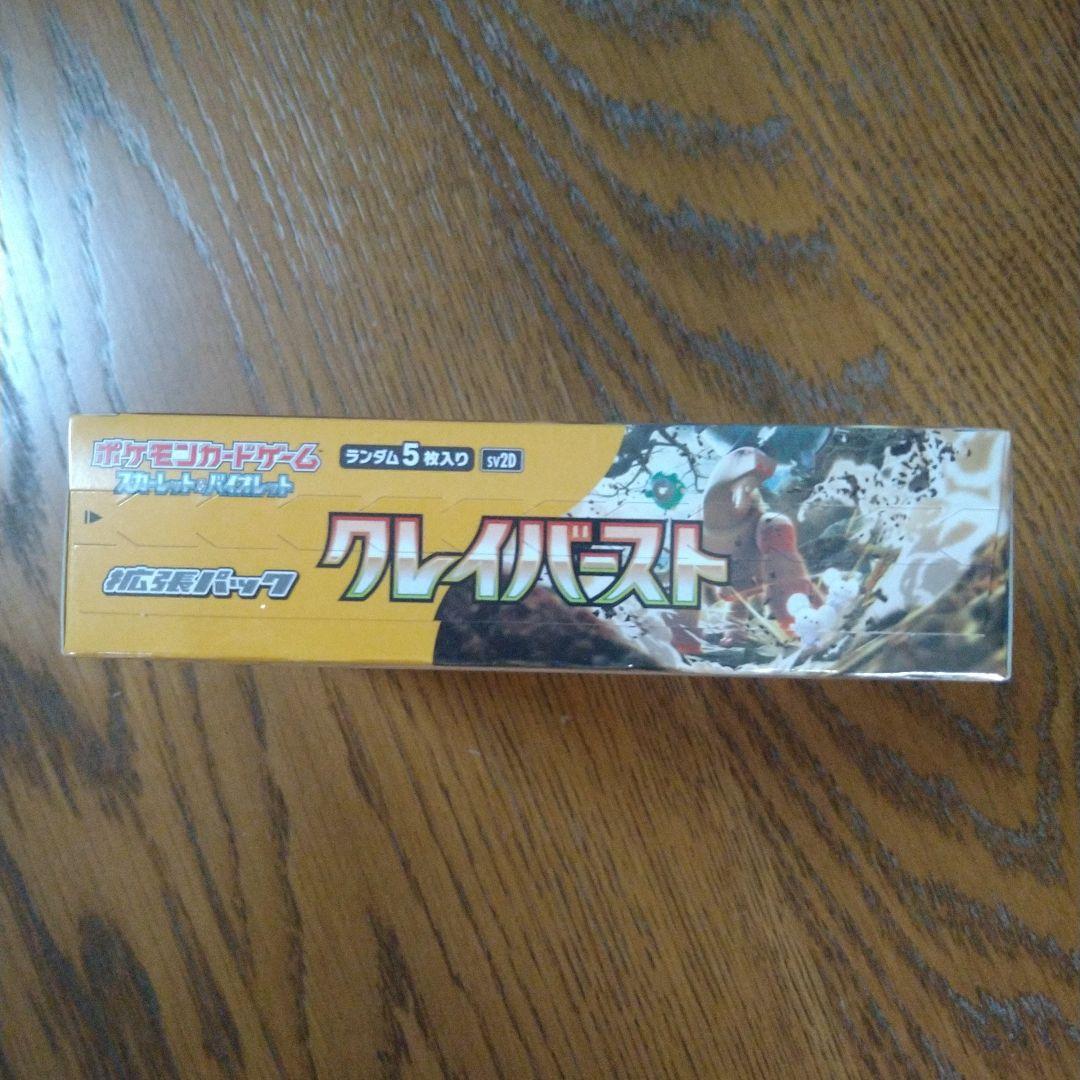 ポケモンカードゲーム
スカーレット&バイオレット
ランダム5枚入り
SV2D
クレイバースト
拡張パック